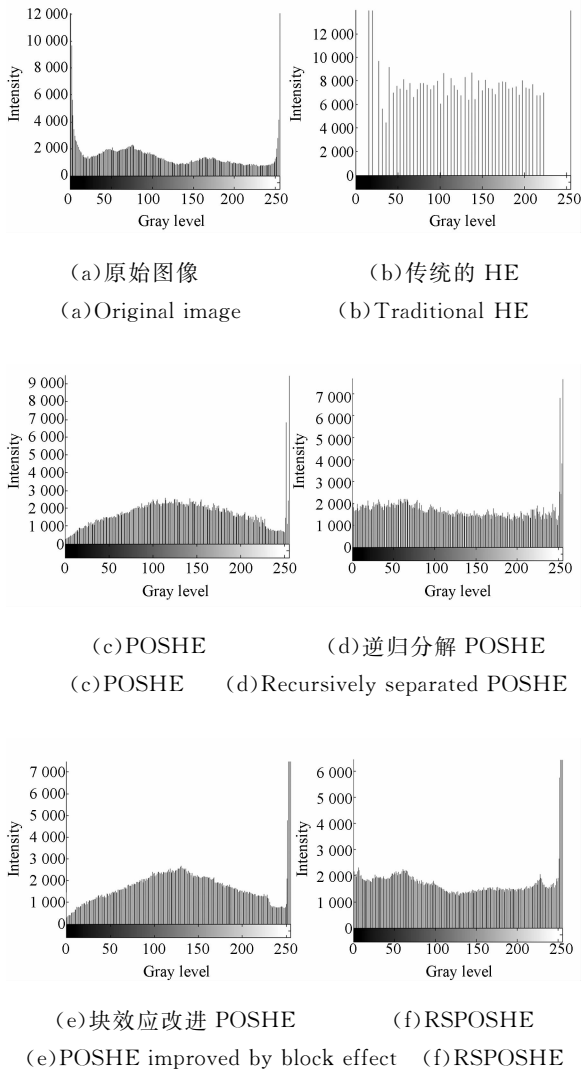 12 000
10 000
8 000
6 000
4 000
2 000
0
Intensity
0 50 100 150 200 250
Gray level
12 000
10 000
8 000
6 000
4 000
2 000
0
Intensity
0 50 100 150 200 250
Gray level
(a)原始图像 (b)传统的 HE
(a)Original image (b)Traditional HE
9 000
8 000
7 000
6 000
5 000
4 000
3 000
2 000
1 000
0
Intensity
0 50 100 150 200 250
Gray level
7 000
6 000
5 000
4 000
3 000
2 000
1 000
0
Intensity
0 50 100 150 200 250
Gray level
(c)POSHE (d)逆归分解 POSHE
(c)POSHE (d)Recursively separated POSHE
7 000
6 000
5 000
4 000
3 000
2 000
1 000
0
Intensity
0 50 100 150 200 250
Gray level
6 000
5 000
4 000
3 000
2 000
1 000
0
Intensity
0 50 100 150 200 250
Gray level
(e)块效应改进 POSHE (f)RSPOSHE
(e)POSHE improved by block effect (f)RSPOSHE